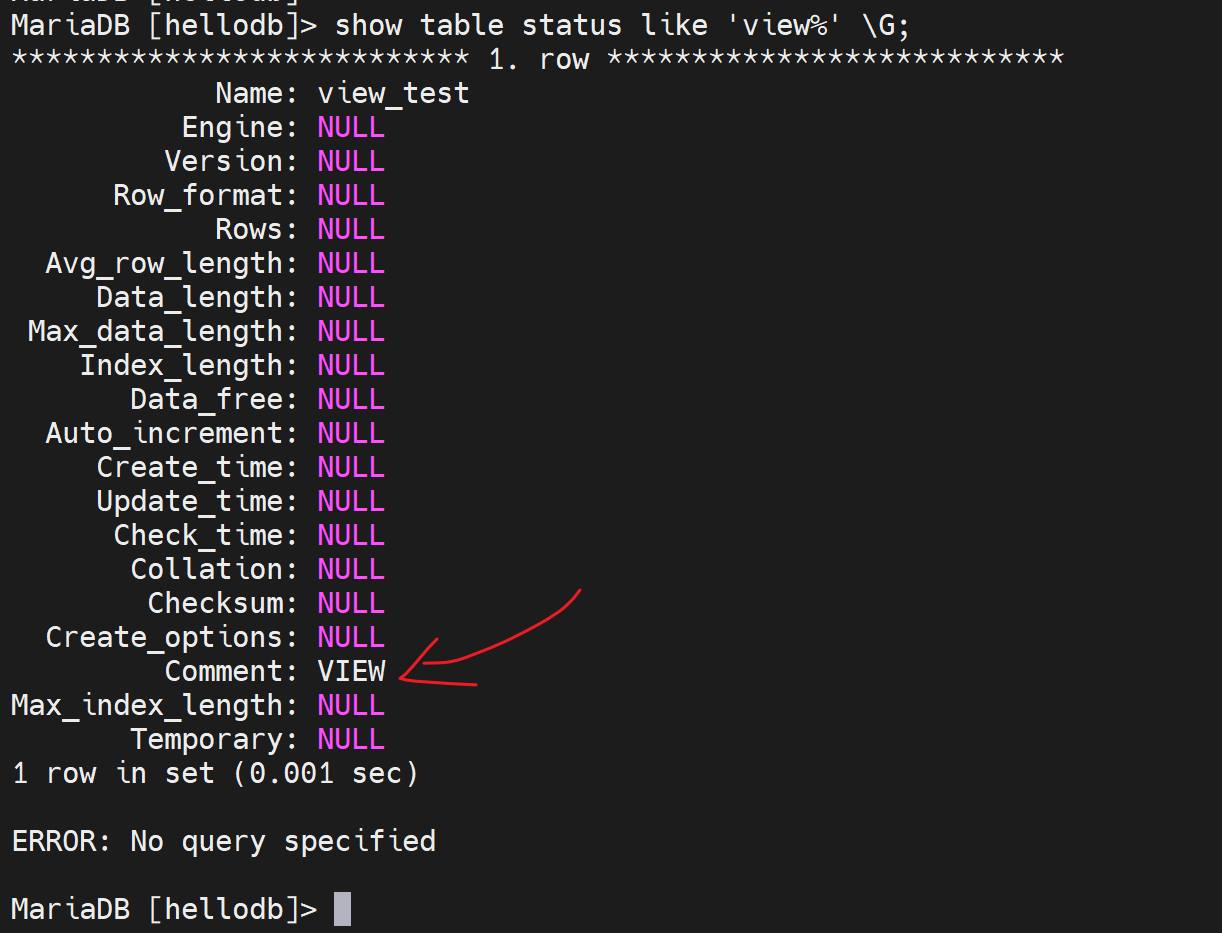 MariaDB [hellodb]>
MariaDB [hellodb]> show table status like 'view%' \G;
*************************** 1. row ***************************
Name: view_test
Engine: NULL
Version: NULL
Row_format: NULL
Rows: NULL
Avg_row_length: NULL
Data_length: NULL
Max_data_length: NULL
Index_length: NULL
Data_free: NULL
Auto_increment: NULL
Create_time: NULL
Update_time: NULL
Check_time: NULL
Collation: NULL
Checksum: NULL
Create_options: NULL
Comment: VIEW
Max_index_length: NULL
Temporary: NULL
1 row in set (0.001 sec)
ERROR: No query specified
MariaDB [hellodb]>